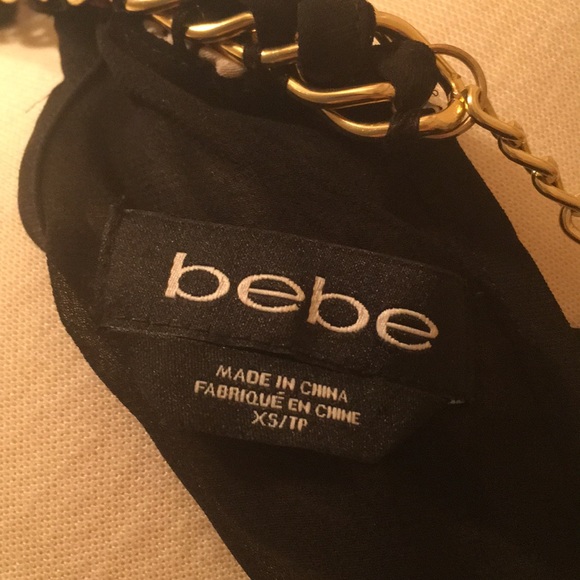 bebe
MADE IN CHINA
FABRIQUÉ EN CHINE
XS/TP